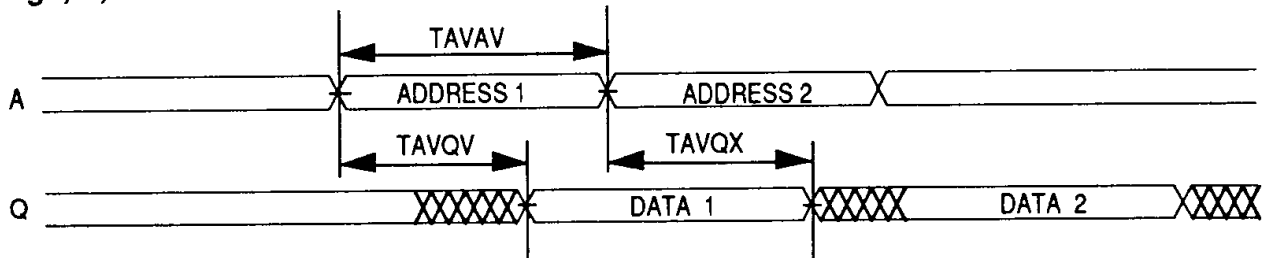 TAVAV
A ADDRESS 1 ADDRESS 2
TAVQV TAVQX
Q DATA 1 DATA 2